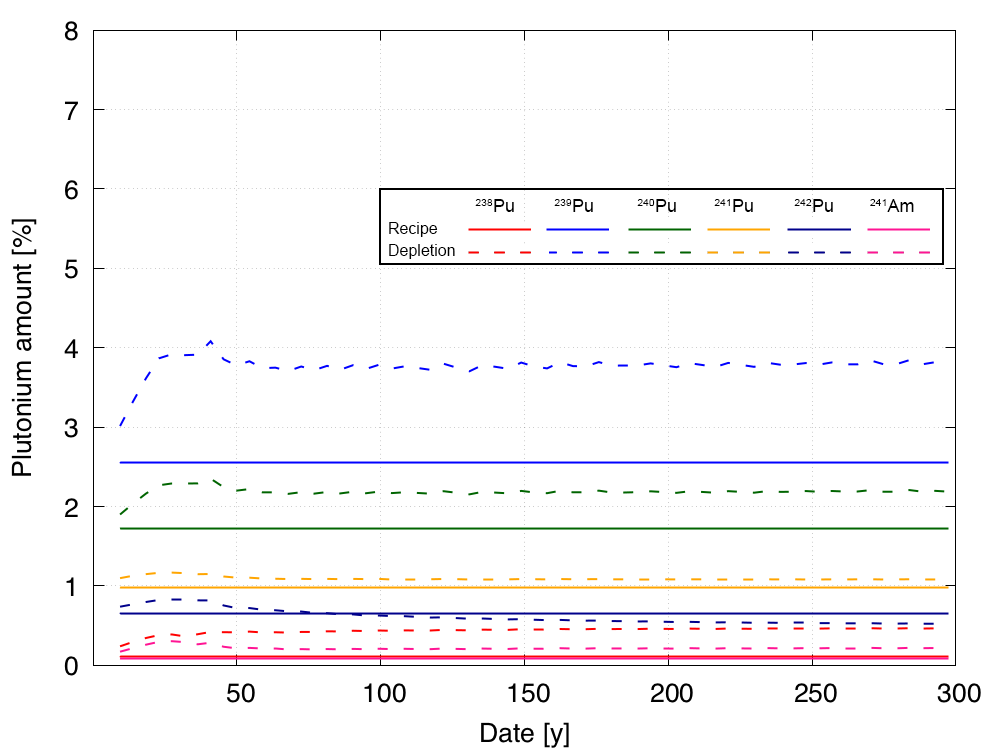 8
7
6
5
4
3
2
1
0
Plutonium amount [%]
²³⁸Pu ²³⁹Pu ²⁴⁰Pu ²⁴¹Pu ²⁴²Pu ²⁴¹Am
Recipe
Depletion
50 100 150 200 250 300
Date [y]